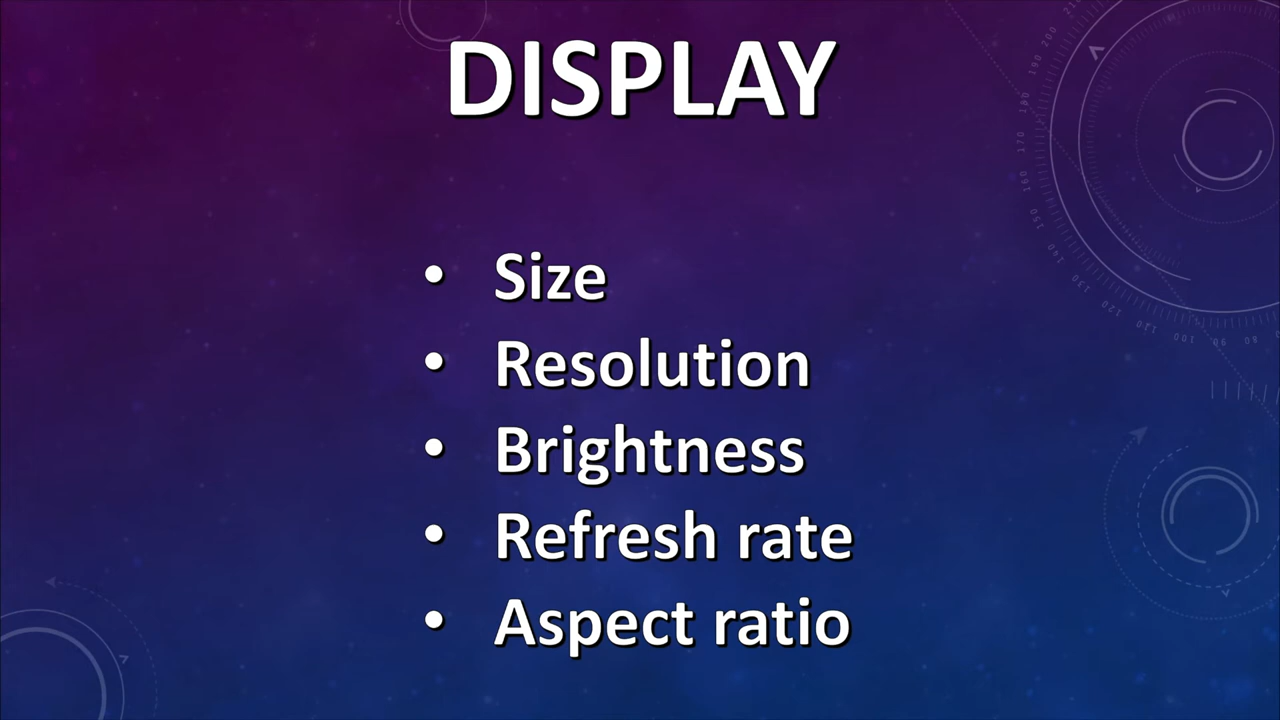 DISPLAY
• Size
• Resolution
• Brightness
• Refresh rate
• Aspect ratio